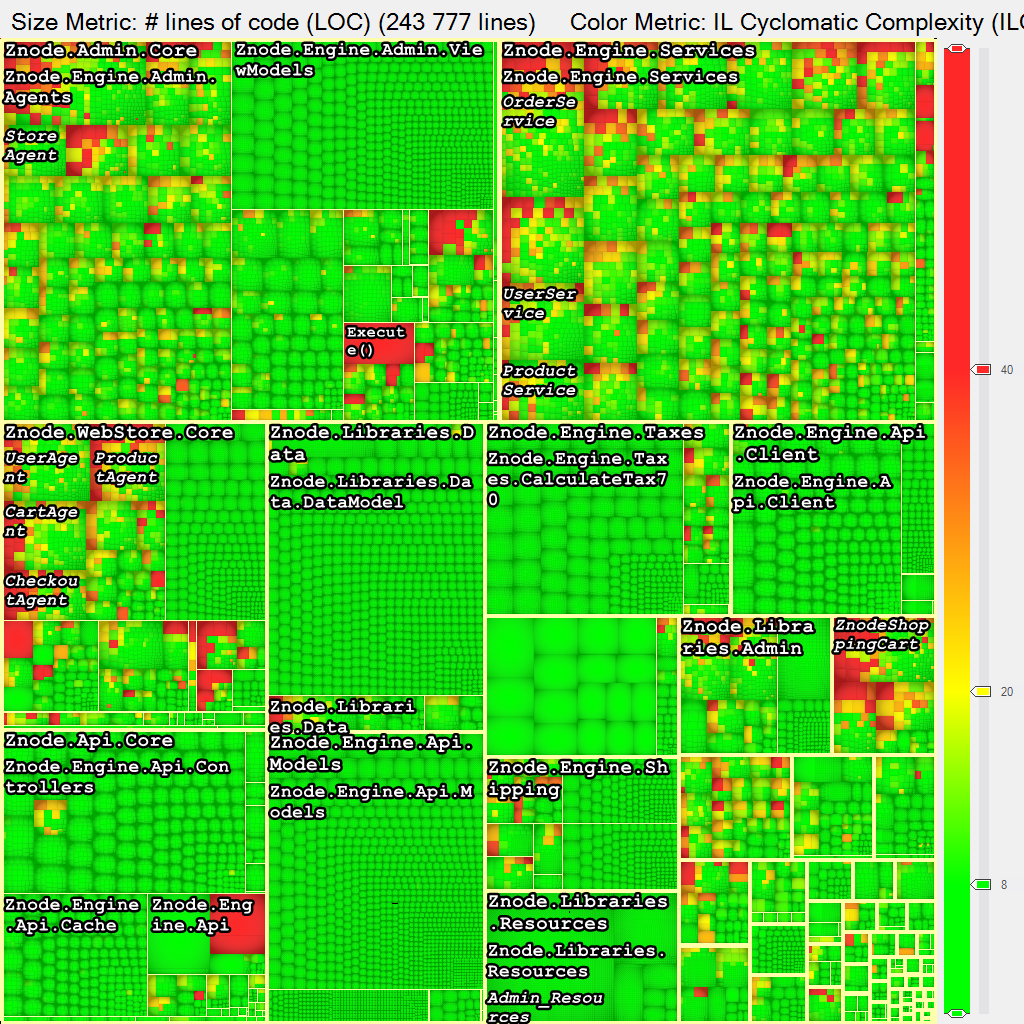 Size Metric: # lines of code (LOC) (243 777 lines) Color Metric: IL Cyclomatic Complexity (ILC
Znode.Admin.Core
Znode.Engine.Admin.
Agents
Store
Agent
Znode.Engine.Admin.Vie
wModels
Execut
e()
Znode.Engine.Services
Znode.Engine.Services
OrderSe
rvice
UserSer
vice
Product
Service
40
20
8
Znode.WebStore.Core
UserAge
nt
Produc
tAgent
CartAge
nt
Checkou
tAgent
Znode.Libraries.D
ata
Znode.Libraries.Da
ta.DataModel
Znode.Librari
es.Data
Znode.Engine.Taxes
Znode.Engine.Tax
es.CalculateTax7
0
Znode.Engine.Api
.Client
Znode.Engine.A
pi.Client
Znode.Libra
ries.Admin
ZnodeShop
pingCart
Znode.Api.Core
Znode.Engine.Api.Con
trollers
Znode.Engine
.Api.Cache
Znode.Eng
ine.Api
Znode.Engine.Api.
Models
Znode.Engine.Api.M
odels
Znode.Engine.Sh
ipping
Znode.Libraries
.Resources
Znode.Libraries.
Resources
Admin_Resou
rces